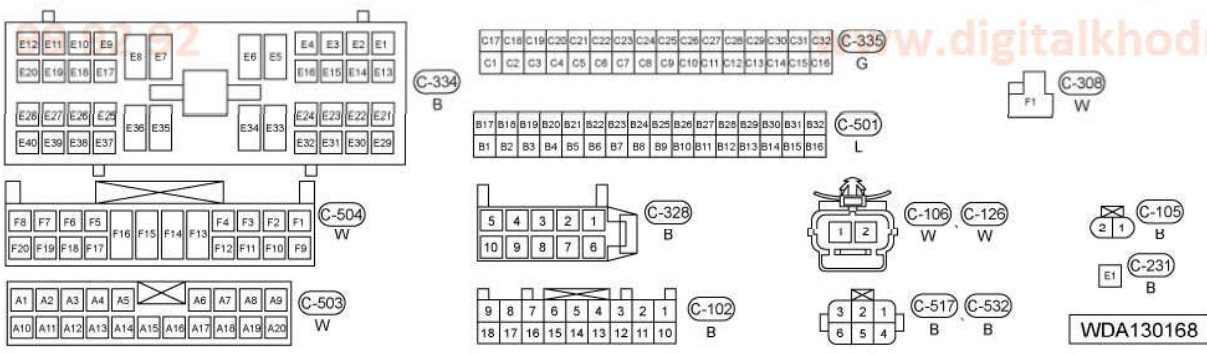 99.02.92
www.digitalkhodr
E12 E11 E10 E9 E8 E7 E6 E5 E4 E3 E2 E1
E20 E19 E18 E17 E16 E15 E14 E13
E28 E27 E26 E25 E36 E35 E34 E33 E24 E23 E22 E21
E40 E39 E38 E37 E32 E31 E30 E29
C-334
B
C17 C18 C19 C20 C21 C22 C23 C24 C25 C26 C27 C28 C29 C30 C31 C32
C1 C2 C3 C4 C5 C6 C7 C8 C9 C10 C11 C12 C13 C14 C15 C16
C-335
G
F1
C-308
W
B17 B18 B19 B20 B21 B22 B23 B24 B25 B26 B27 B28 B29 B30 B31 B32
B1 B2 B3 B4 B5 B6 B7 B8 B9 B10 B11 B12 B13 B14 B15 B16
C-501
L
F8 F7 F6 F5 F16 F15 F14 F13 F4 F3 F2 F1
F20 F19 F18 F17 F12 F11 F10 F9
C-504
W
5 4 3 2 1
10 9 8 7 6
C-328
B
1 2
C-106 、 C-126
W W
2 1
C-105
B
E1
C-231
B
A1 A2 A3 A4 A5 A6 A7 A8 A9
A10 A11 A12 A13 A14 A15 A16 A17 A18 A19 A20
C-503
W
9 8 7 6 5 4 3 2 1
18 17 16 15 14 13 12 11 10
C-102
B
3 2 1
6 5 4
C-517 、 C-532
B B
WDA130168